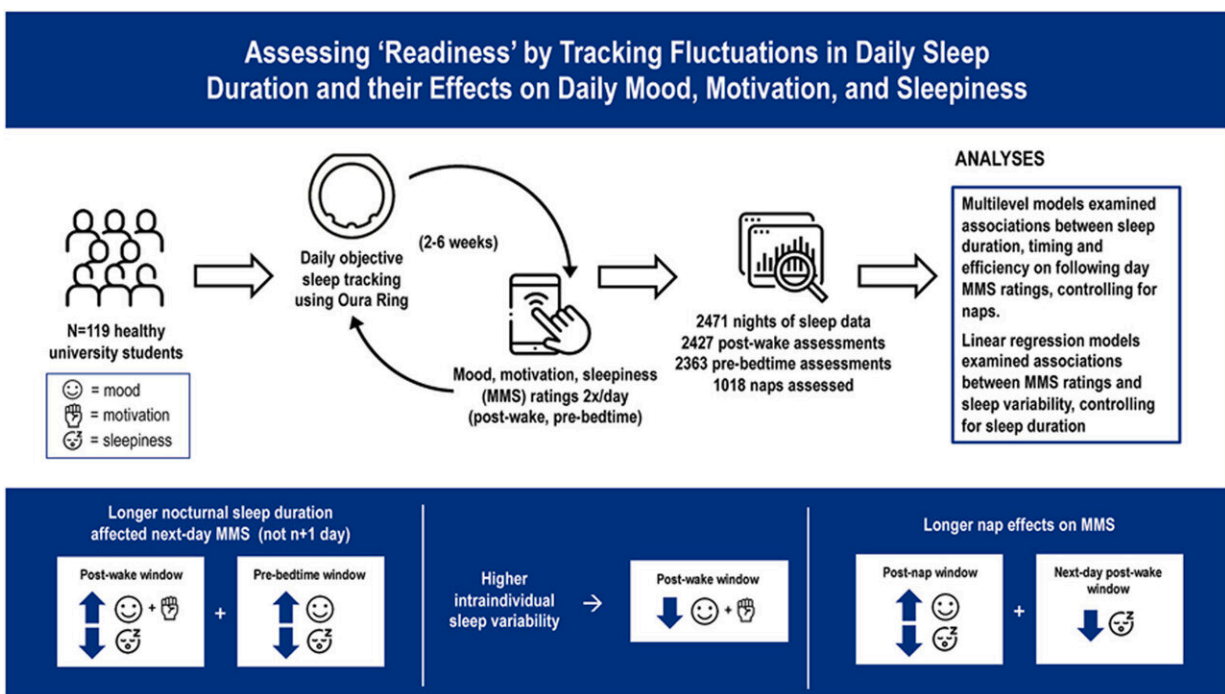 Assessing ‘Readiness’ by Tracking Fluctuations in Daily Sleep
Duration and their Effects on Daily Mood, Motivation, and Sleepiness
N=119 healthy
university students
= mood
= motivation
= sleepiness
Daily objective
sleep tracking
using Oura Ring
(2-6 weeks)
Mood, motivation, sleepiness
(MMS) ratings 2x/day
(post-wake, pre-bedtime)
2471 nights of sleep data
2427 post-wake assessments
2363 pre-bedtime assessments
1018 naps assessed
ANALYSES
Multilevel models examined
associations between sleep
duration, timing and
efficiency on following day
MMS ratings, controlling for
naps.
Linear regression models
examined associations
between MMS ratings and
sleep variability, controlling
for sleep duration
Longer nocturnal sleep duration
affected next-day MMS (not n+1 day)
Post-wake window
+
+
Pre-bedtime window
Higher
intraindividual
sleep variability
Post-wake window
+
Longer nap effects on MMS
Post-nap window
+
Next-day post-wake
window